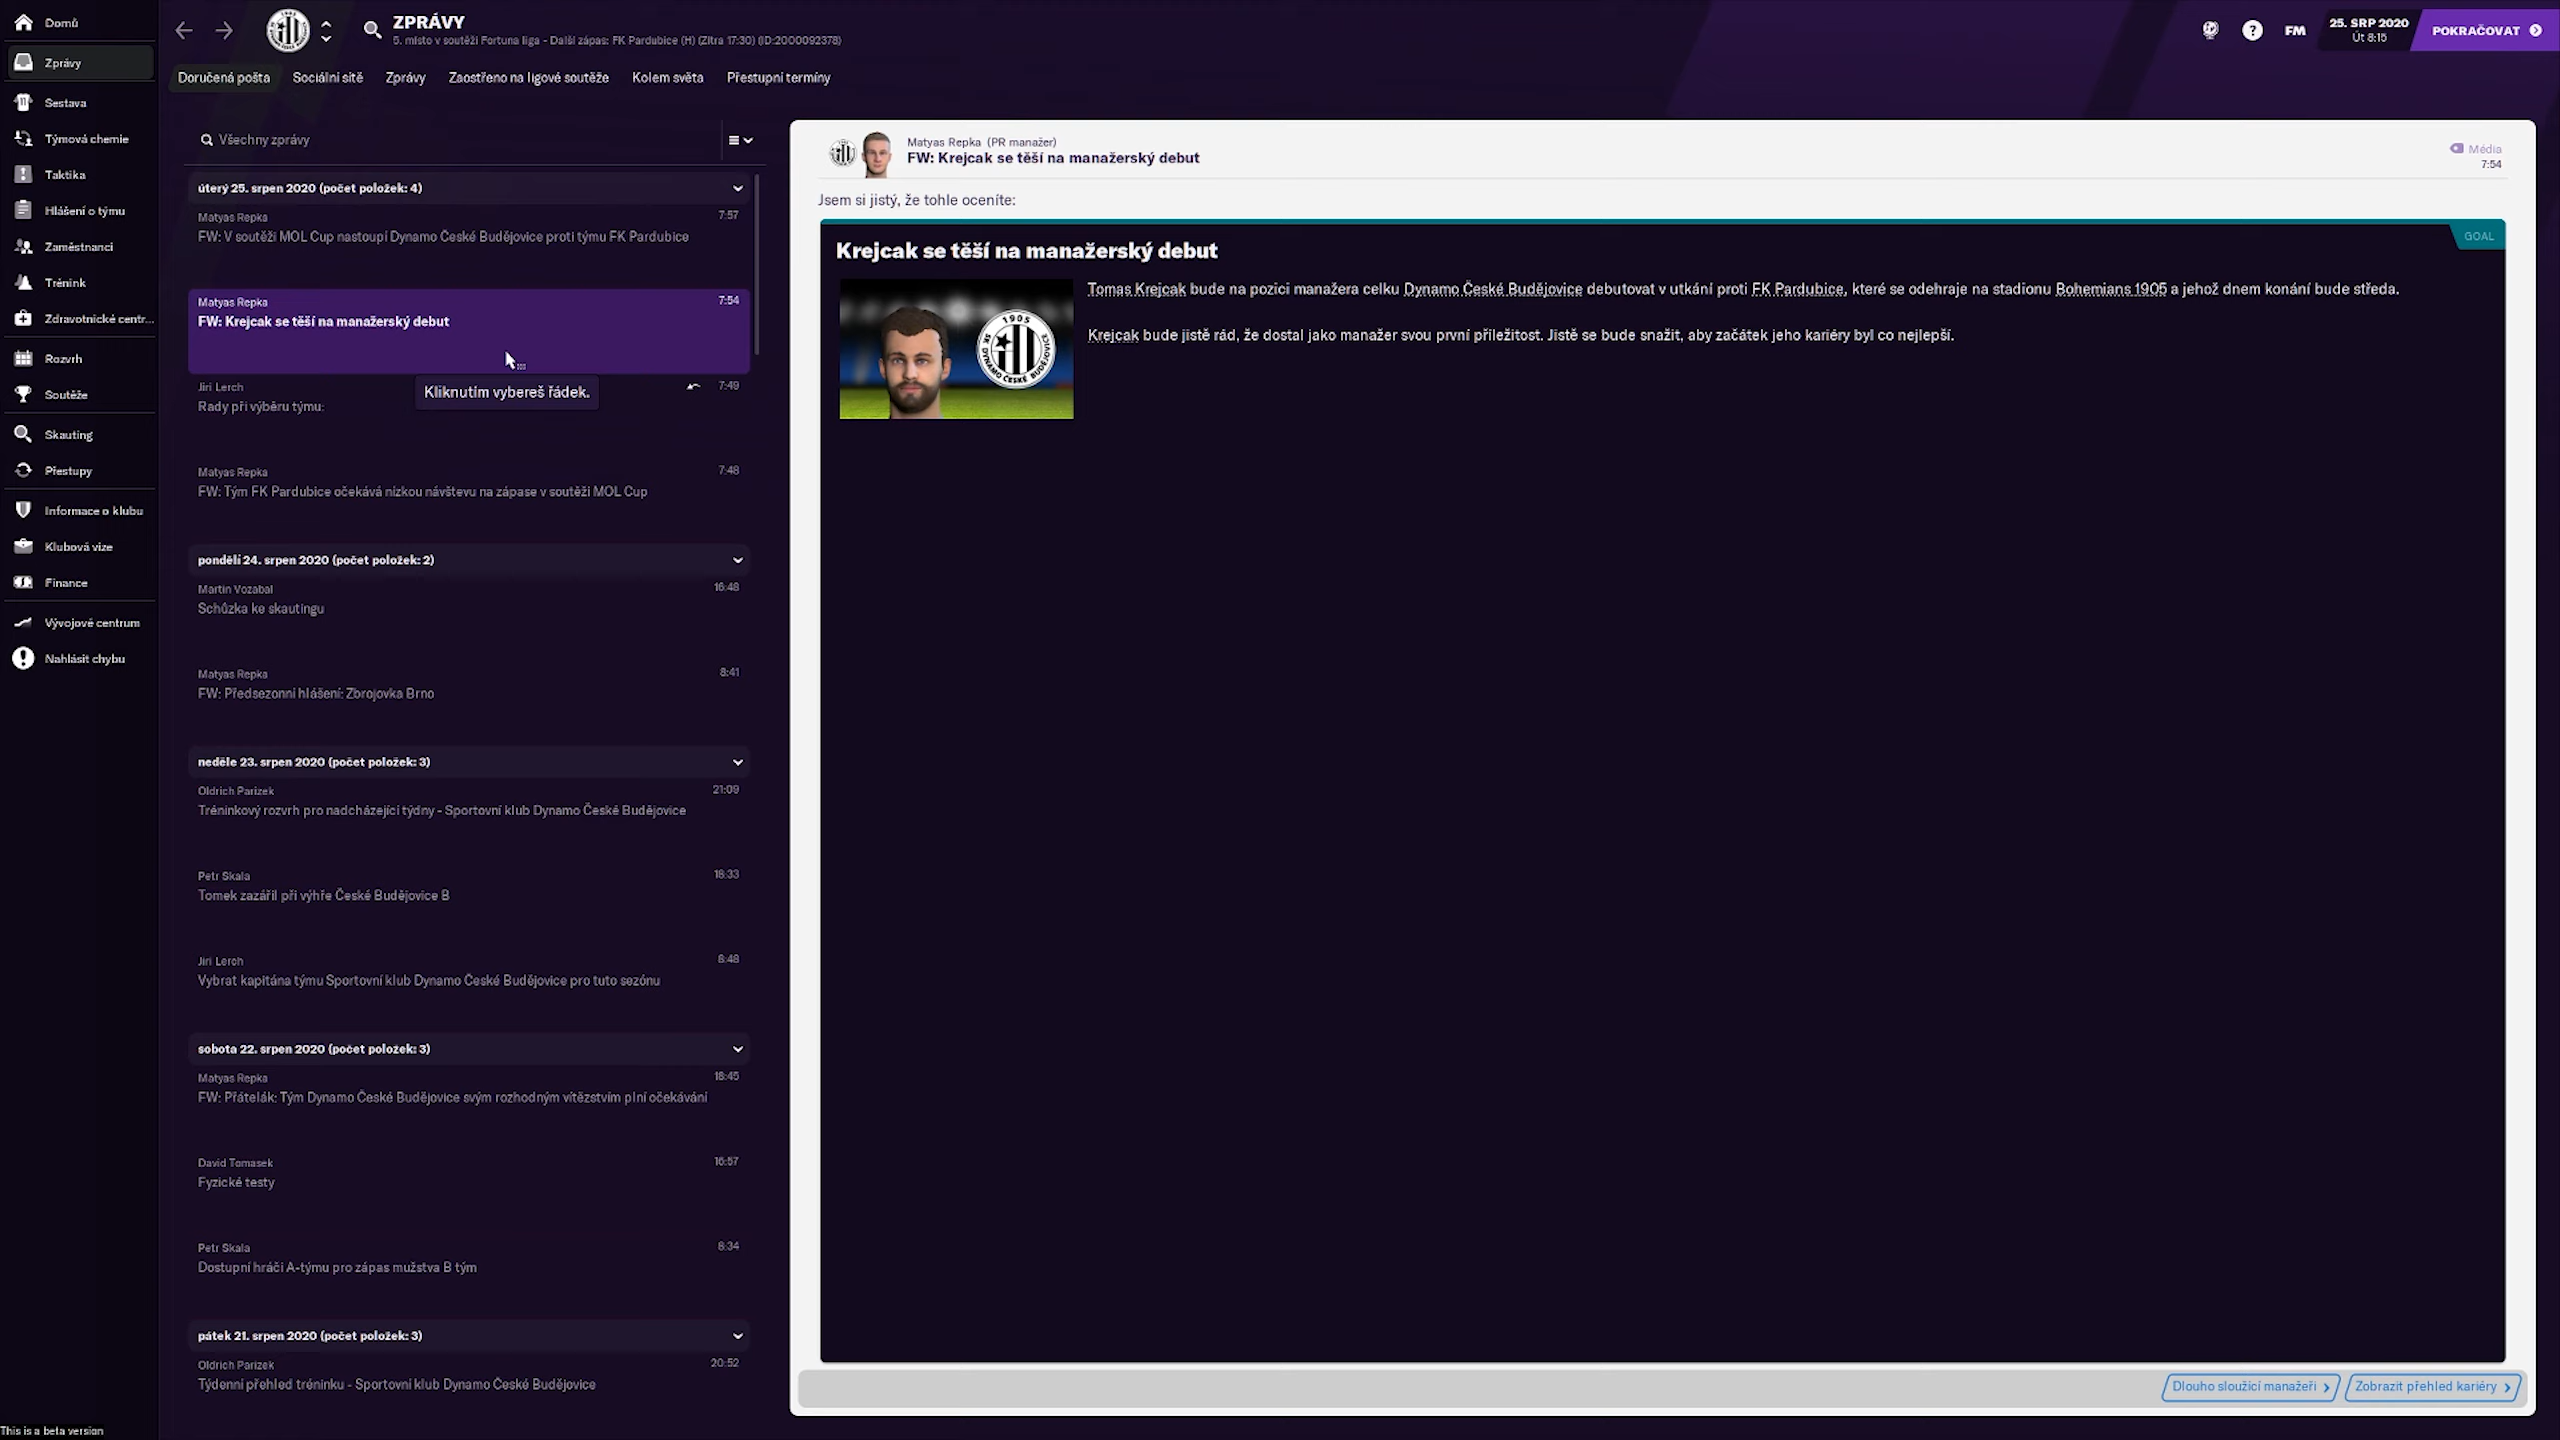 Domů
Zprávy
Sestava
Týmová chemie
Taktika
Hlášení o týmu
Zaměstnanci
Trénink
Zdravotnické centr...
Rozvrh
Soutěže
Skauting
Přestupy
Informace o klubu
Klubová vize
Finance
Vývojové centrum
Nahlásit chybu
This is a beta version
ZPRÁVY
5. místo v soutěži Fortuna liga - Další zápas: FK Pardubice (H) (Zítra 17:30) (ID:2000092378)
FM
25. SRP 2020
Út 8:15
POKRAČOVAT
Doručená pošta
Sociální sítě
Zprávy
Zaostřeno na ligové soutěže
Kolem světa
Přestupní termíny
Všechny zprávy
úterý 25. srpen 2020 (počet položek: 4)
Matyas Repka 7:57
FW: V soutěži MOL Cup nastoupí Dynamo České Budějovice proti týmu FK Pardubice
Matyas Repka 7:54
FW: Krejcak se těší na manažerský debut
Kliknutím vybereš řádek.
Jiri Lerch 7:49
Rady při výběru týmu:
Matyas Repka 7:48
FW: Tým FK Pardubice očekává nízkou návštevu na zápase v soutěži MOL Cup
pondělí 24. srpen 2020 (počet položek: 2)
Martin Vozabal 16:48
Schůzka ke skautingu
Matyas Repka 8:41
FW: Předsezonní hlášení: Zbrojovka Brno
neděle 23. srpen 2020 (počet položek: 3)
Oldrich Parizek 21:09
Tréninkový rozvrh pro nadcházející týdny - Sportovní klub Dynamo České Budějovice
Petr Skala 18:33
Tomek zazářil při výhře České Budějovice B
Jiri Lerch 8:48
Vybrat kapitána týmu Sportovní klub Dynamo České Budějovice pro tuto sezónu
sobota 22. srpen 2020 (počet položek: 3)
Matyas Repka 18:45
FW: Přátelák: Tým Dynamo České Budějovice svým rozhodným vítězstvím plní očekávání
David Tomasek 16:57
Fyzické testy
Petr Skala 8:34
Dostupní hráči A-týmu pro zápas mužstva B tým
pátek 21. srpen 2020 (počet položek: 3)
Oldrich Parizek 20:52
Týdenní přehled tréninku - Sportovní klub Dynamo České Budějovice
Matyas Repka (PR manažer)
FW: Krejcak se těší na manažerský debut
Média
7:54
Jsem si jistý, že tohle oceníte:
GOAL
Krejcak se těší na manažerský debut
1905
SK DYNAMO ČESKÉ BUDĚJOVICE
Tomas Krejcak bude na pozici manažera celku Dynamo České Budějovice debutovat v utkání proti FK Pardubice, které se odehraje na stadionu Bohemians 1905 a jehož dnem konání bude středa.
Krejcak bude jistě rád, že dostal jako manažer svou první příležitost. Jistě se bude snažit, aby začátek jeho kariéry byl co nejlepší.
Dlouho sloužící manažeři
Zobrazit přehled kariéry